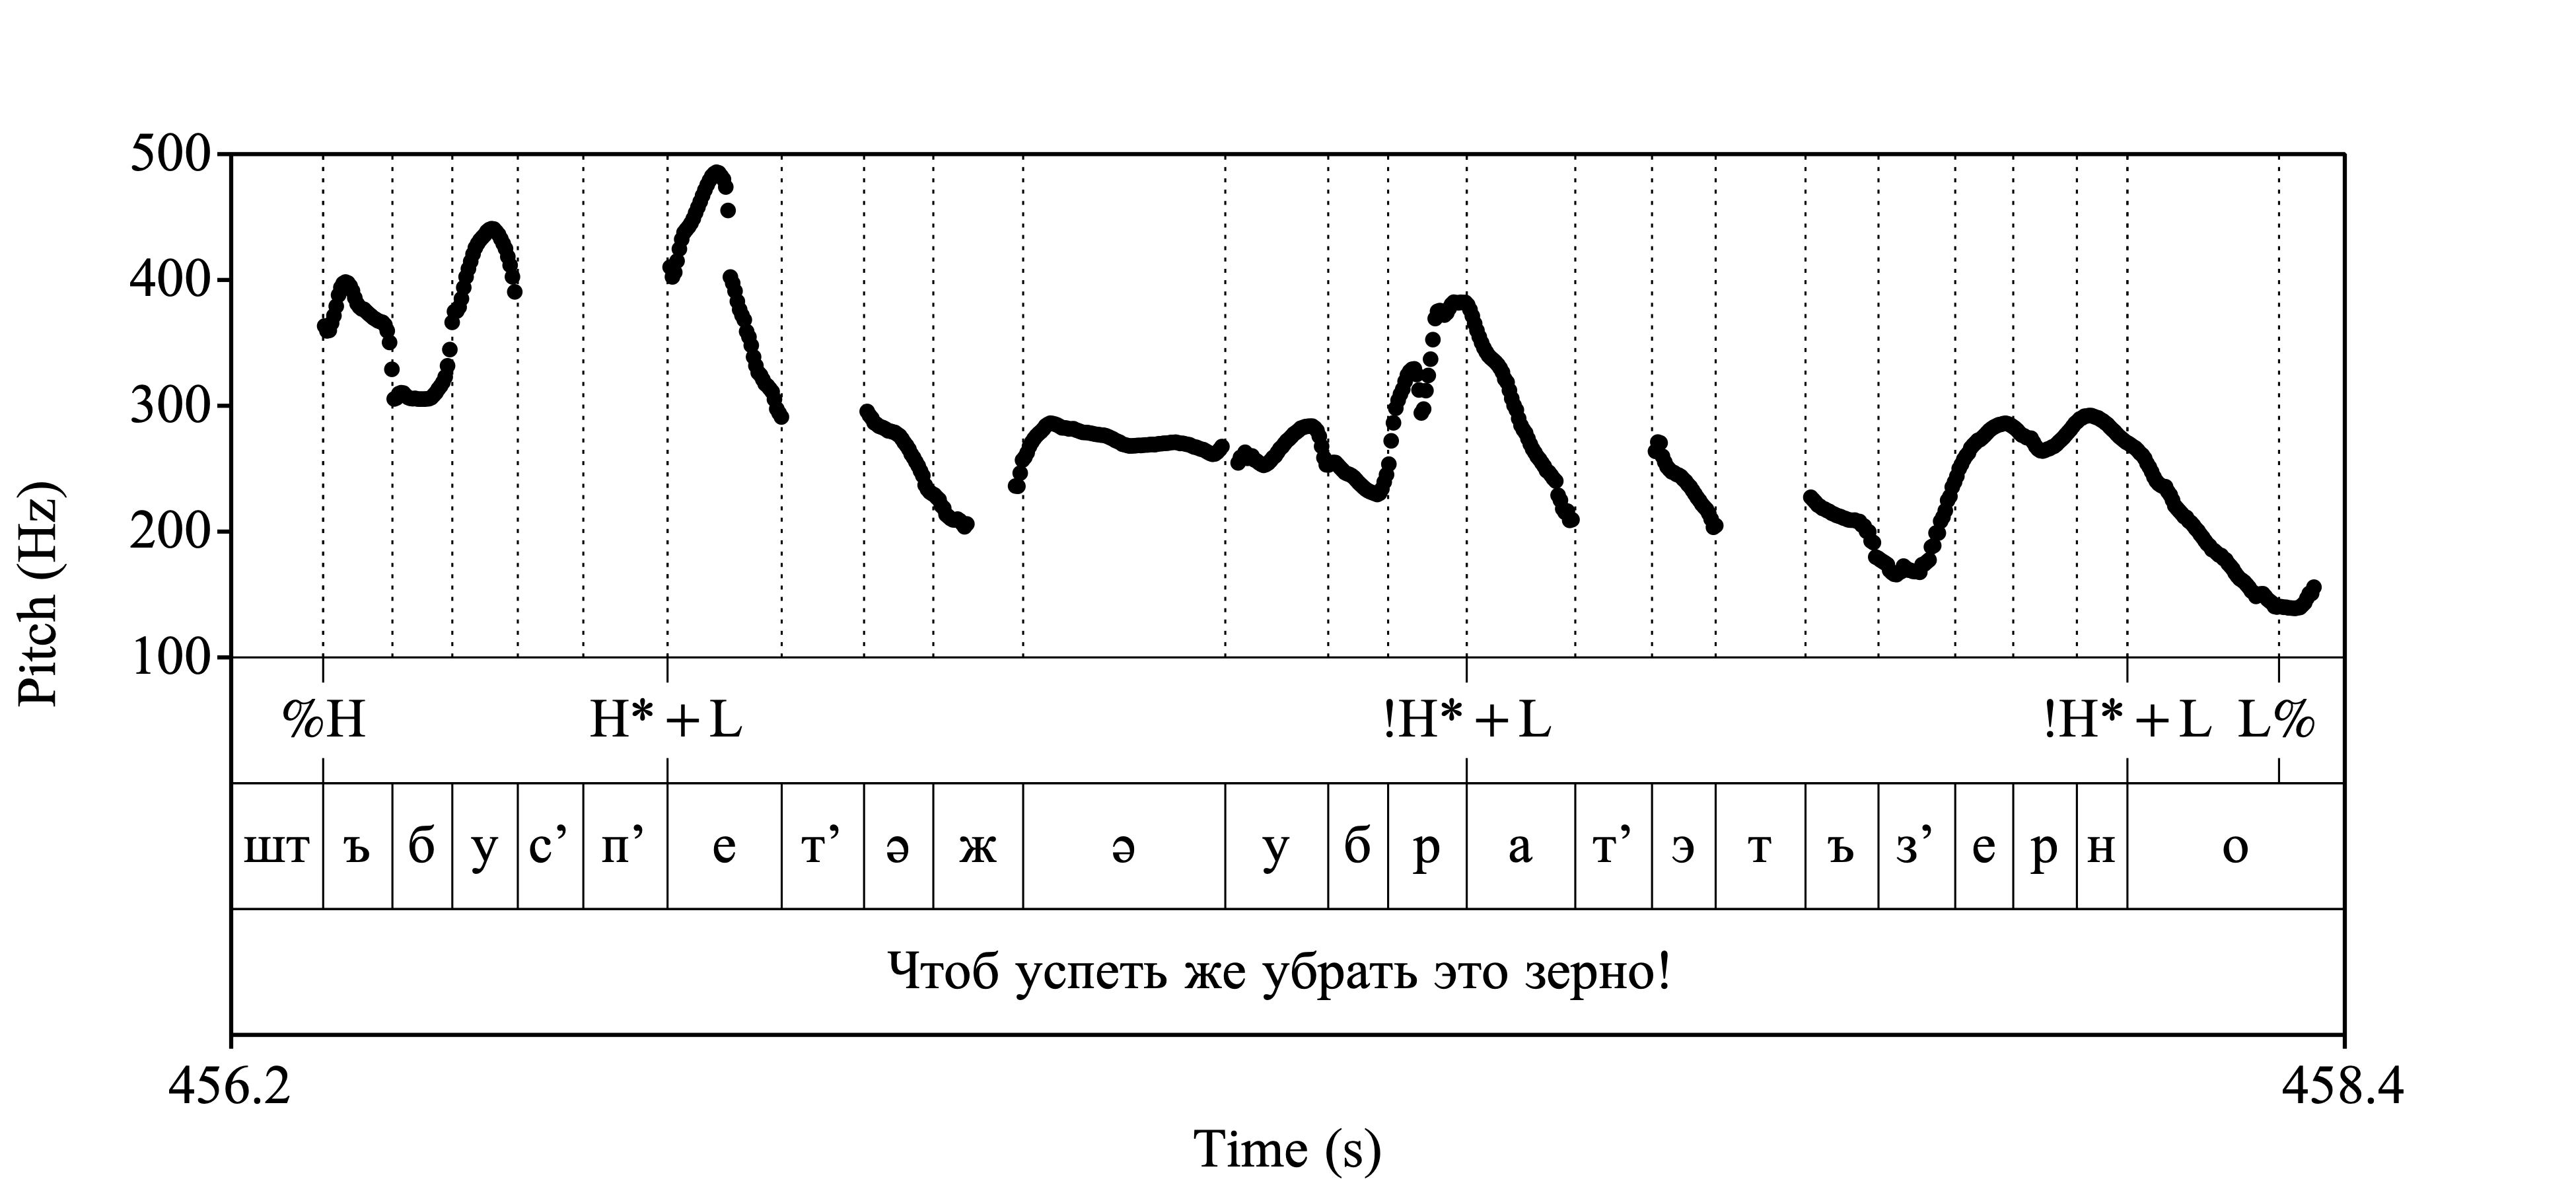 500
400
300
200
100
Pitch (Hz)
%H H*+L !H*+L !H*+L L%
шт ъ б у с’ п’ е т’ ә ж ә у б р а т’ э т ъ з’ е р н о
Чтоб успеть же убрать это зерно!
456.2 458.4
Time (s)